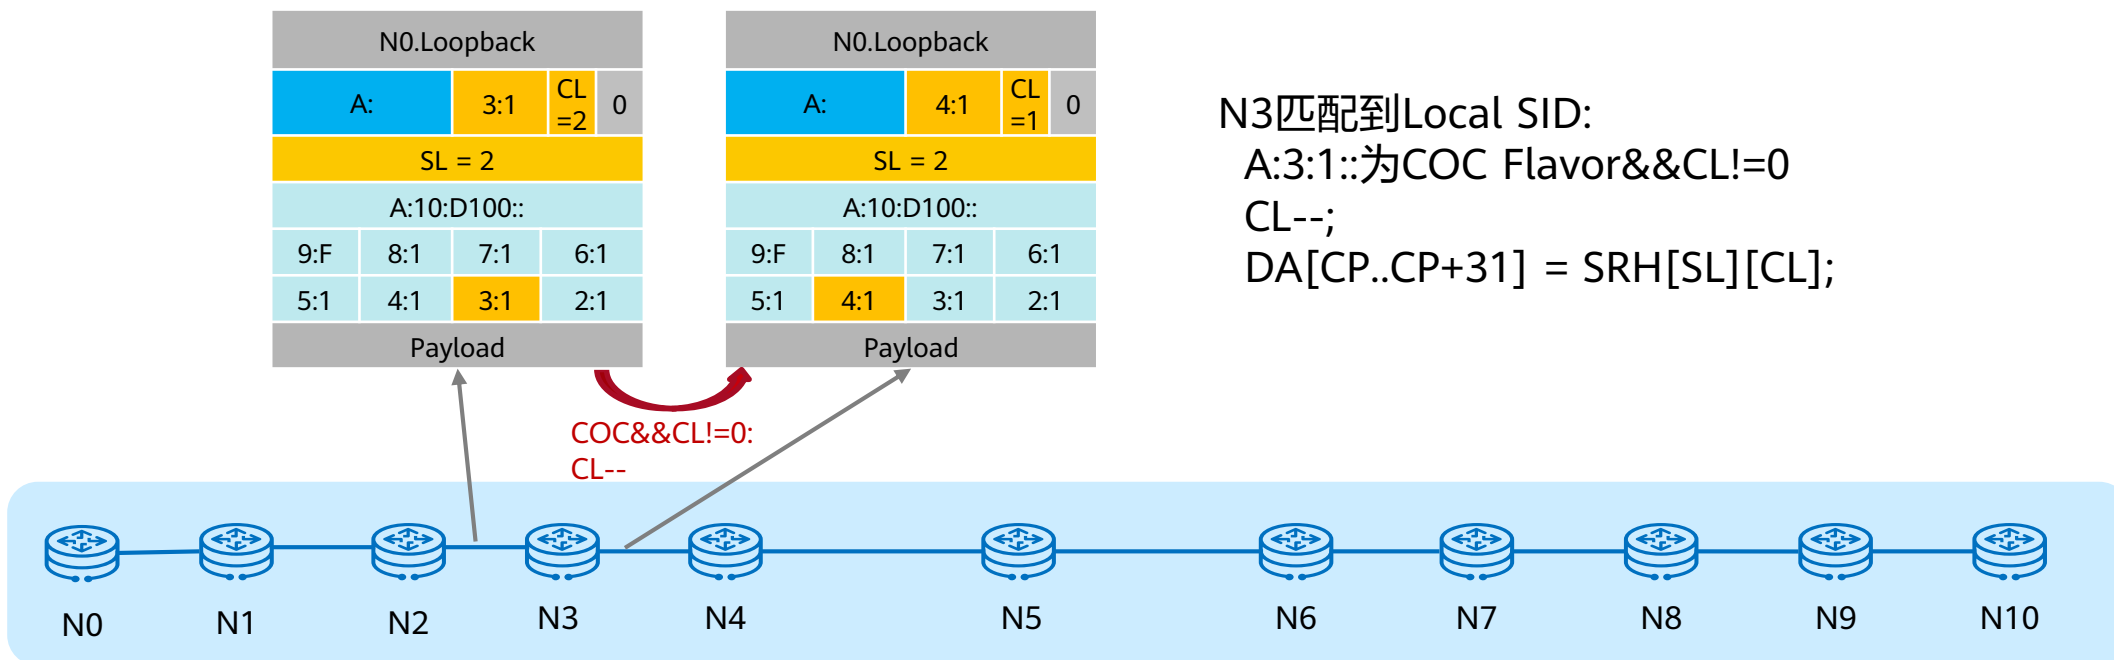 N0.Loopback
A: 3:1 CL =2 0
SL = 2
A:10:D100::
9:F 8:1 7:1 6:1
5:1 4:1 3:1 2:1
Payload
N0.Loopback
A: 4:1 CL =1 0
SL = 2
A:10:D100::
9:F 8:1 7:1 6:1
5:1 4:1 3:1 2:1
Payload
COC&&CL!=0:
CL--
N3匹配到Local SID:
A:3:1::为COC Flavor&&CL!=0
CL--;
DA[CP..CP+31] = SRH[SL][CL];
N0 N1 N2 N3 N4 N5 N6 N7 N8 N9 N10